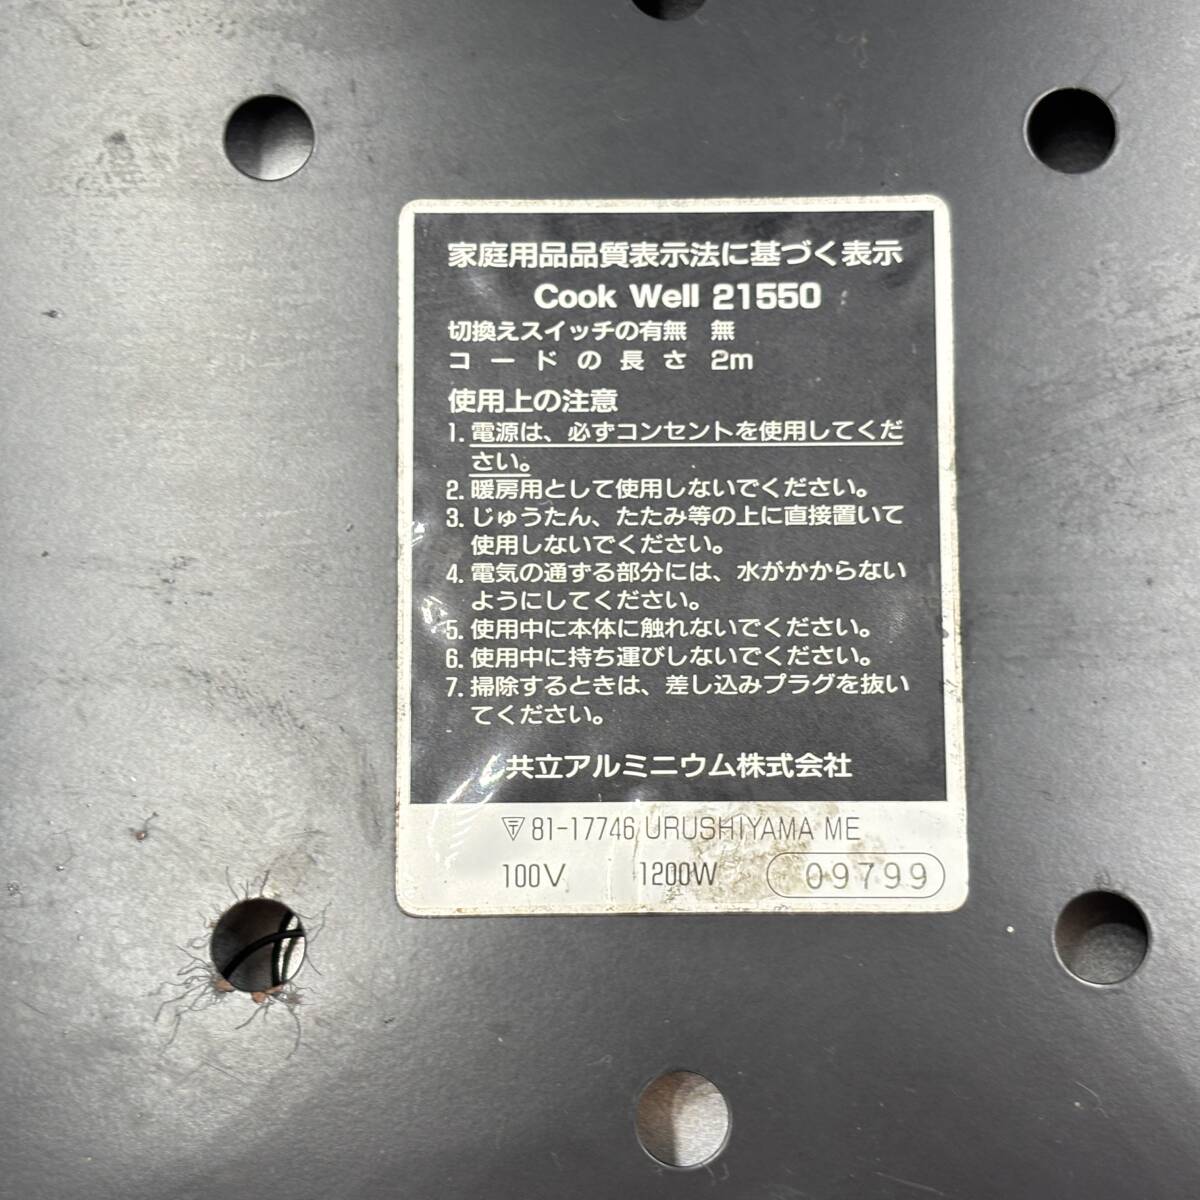 家庭用品品質表示法に基づく表示
Cook Well 21550
切換えスイッチの有無 無
コードの長さ 2m
使用上の注意
1. 電源は、必ずコンセントを使用してくだ
さい。
2. 暖房用として使用しないでください。
3. じゅうたん、たたみ等の上に直接置いて
使用しないでください。
4. 電気の通ずる部分には、水がかからない
ようにしてください。
5. 使用中に本体に触れないでください。
6. 使用中に持ち運びしないでください。
7. 掃除するときは、差し込みプラグを抜い
てください。
共立アルミニウム株式会社
〒 81-17746 URUSHIYAMA ME
100V 1200W 09799